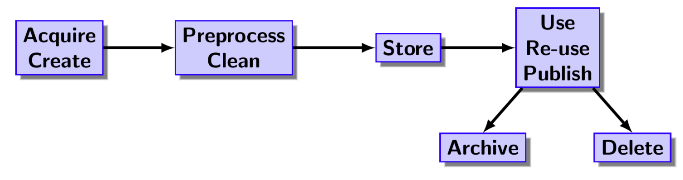 Acquire
Create
Preprocess
Clean
Store
Use
Re-use
Publish
Archive
Delete